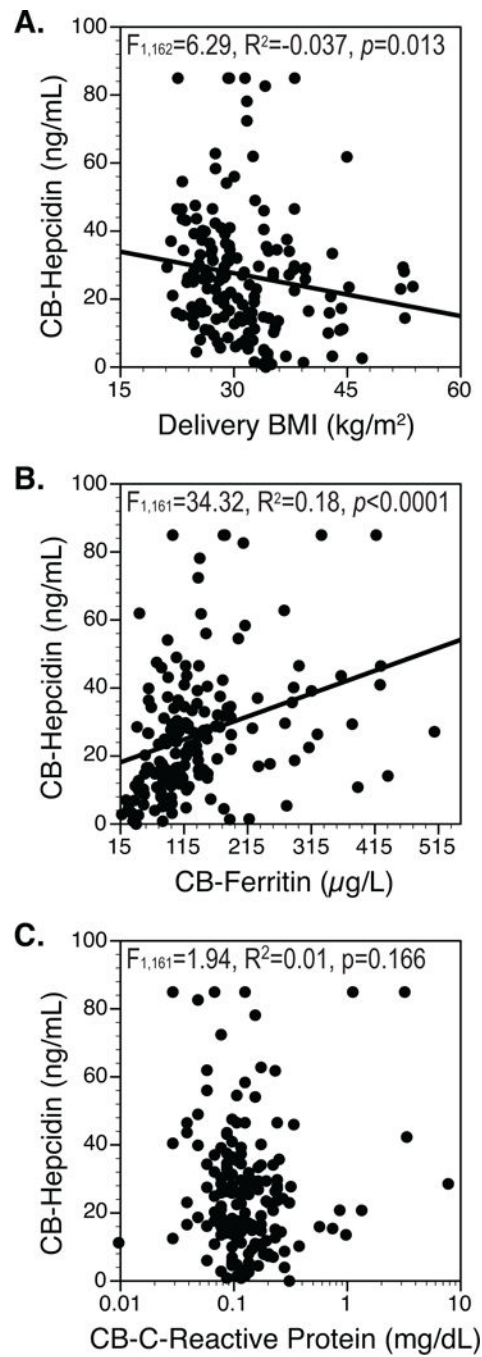 A.
F1,162=6.29, R²=-0.037, p=0.013
100
80
60
40
20
0
CB-Hepcidin (ng/mL)
15 30 45 60
Delivery BMI (kg/m²)
B.
F1,161=34.32, R²=0.18, p<0.0001
100
80
60
40
20
0
CB-Hepcidin (ng/mL)
15 115 215 315 415 515
CB-Ferritin (µg/L)
C.
F1,161=1.94, R²=0.01, p=0.166
100
80
60
40
20
0
CB-Hepcidin (ng/mL)
0.01 0.1 1 10
CB-C-Reactive Protein (mg/dL)